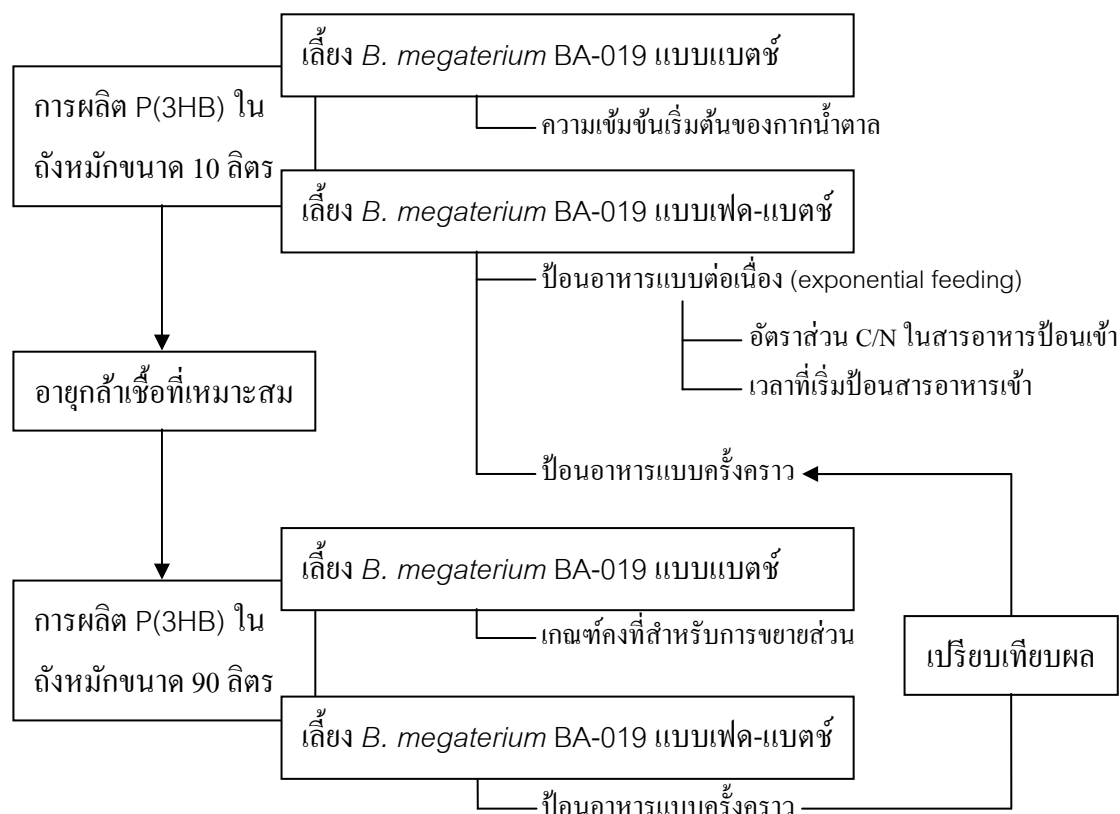 เลี้ยง B. megaterium BA-019 แบบแบตช์
การผลิต P(3HB) ใน
ถังหมักขนาด 10 ลิตร
ความเข้มข้นเริ่มต้นของกากน้ำตาล
เลี้ยง B. megaterium BA-019 แบบเฟด-แบตช์
ป้อนอาหารแบบต่อเนื่อง (exponential feeding)
อัตราส่วน C/N ในสารอาหารป้อนเข้า
เวลาที่เริ่มป้อนสารอาหารเข้า
อายุกล้าเชื้อที่เหมาะสม
ป้อนอาหารแบบครั้งคราว
เลี้ยง B. megaterium BA-019 แบบแบตช์
การผลิต P(3HB) ใน
ถังหมักขนาด 90 ลิตร
เกณฑ์คงที่สำหรับการขยายส่วน
เปรียบเทียบผล
เลี้ยง B. megaterium BA-019 แบบเฟด-แบตช์
ป้อนอาหารแบบครั้งคราว